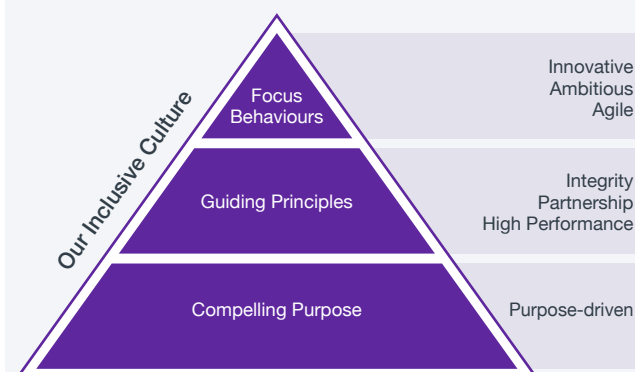 Our Inclusive Culture
Focus
Behaviours
Innovative
Ambitious
Agile
Guiding Principles
Integrity
Partnership
High Performance
Compelling Purpose
Purpose-driven